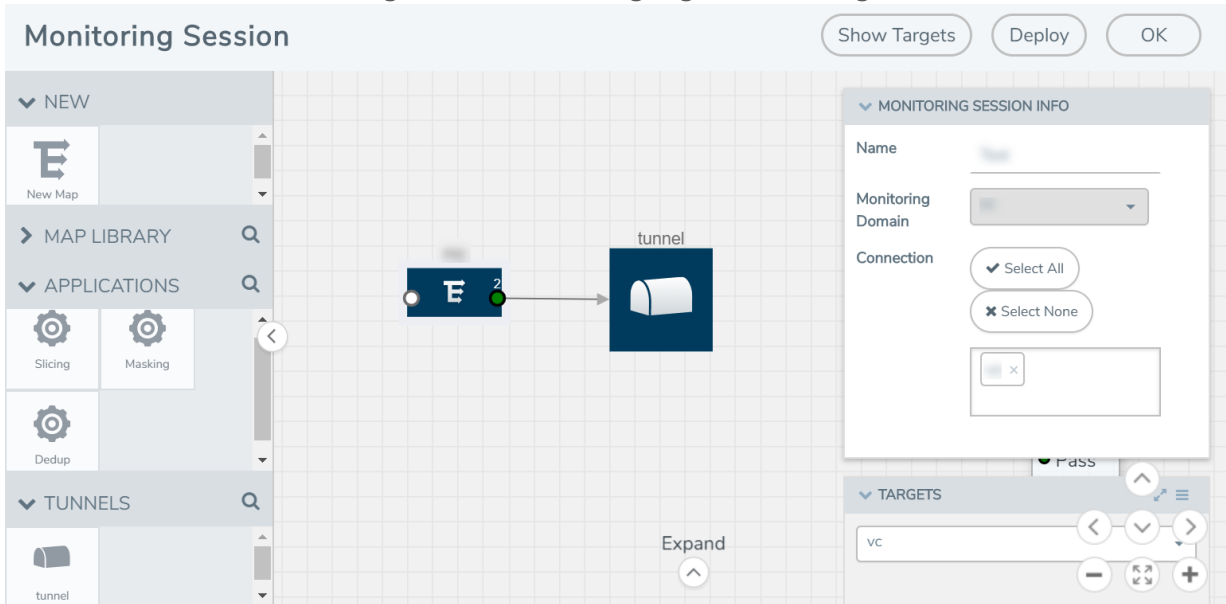 Monitoring Session
Show Targets
Deploy
OK
NEW
New Map
MAP LIBRARY
APPLICATIONS
Slicing
Masking
Dedup
TUNNELS
tunnel
2
tunnel
Expand
MONITORING SESSION INFO
Name
Monitoring
Domain
Connection
Select All
Select None
Pass
TARGETS
vc